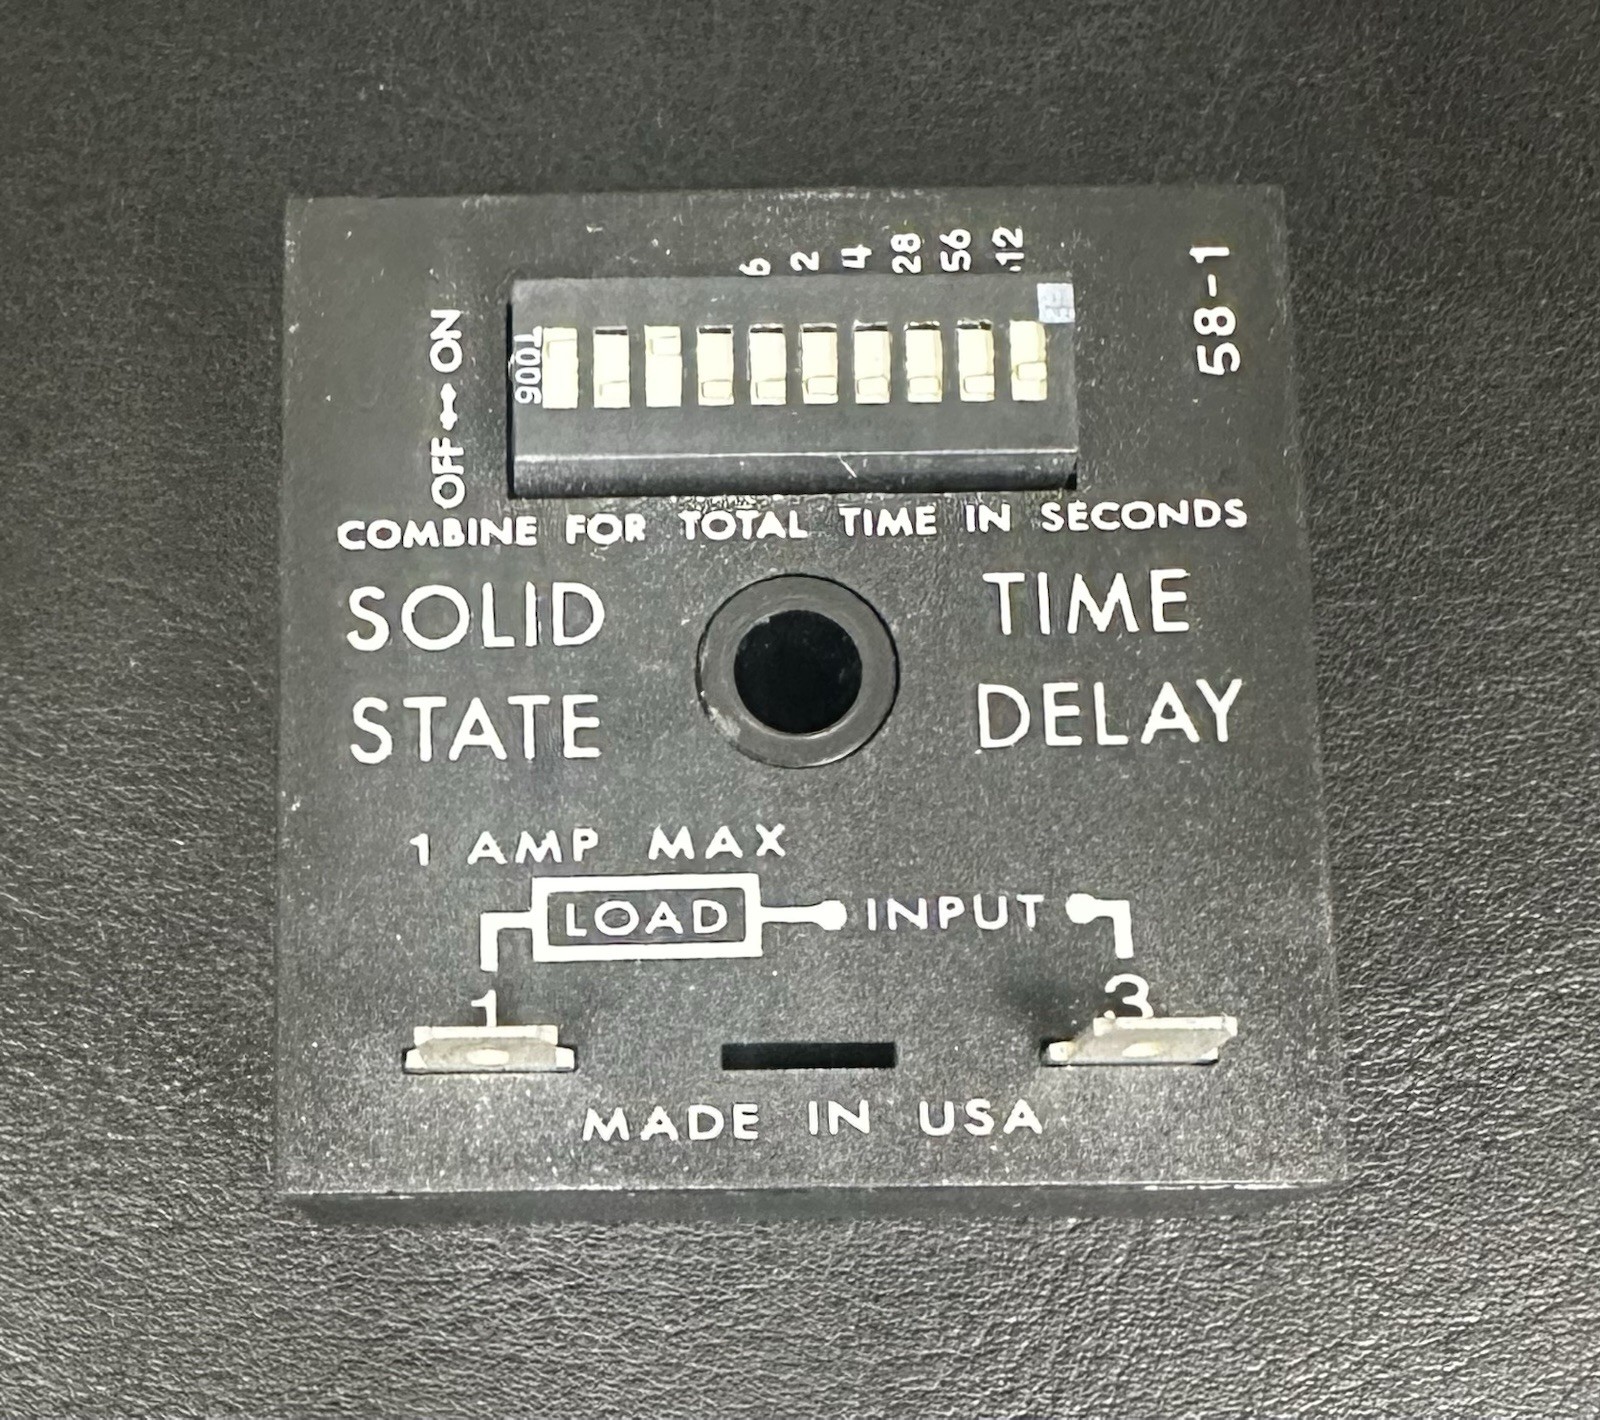 6
2
4
28
56
12
58-1
OFF ↔ ON
9001
COMBINE FOR TOTAL TIME IN SECONDS
SOLID TIME
STATE DELAY
1 AMP MAX
LOAD INPUT
1 3
MADE IN USA